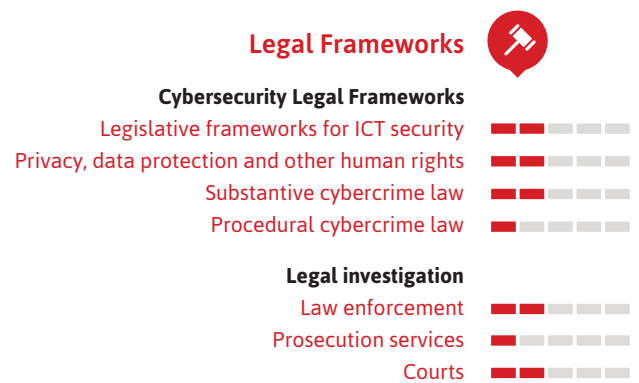 Legal Frameworks
Cybersecurity Legal Frameworks
Legislative frameworks for ICT security
Privacy, data protection and other human rights
Substantive cybercrime law
Procedural cybercrime law
Legal investigation
Law enforcement
Prosecution services
Courts